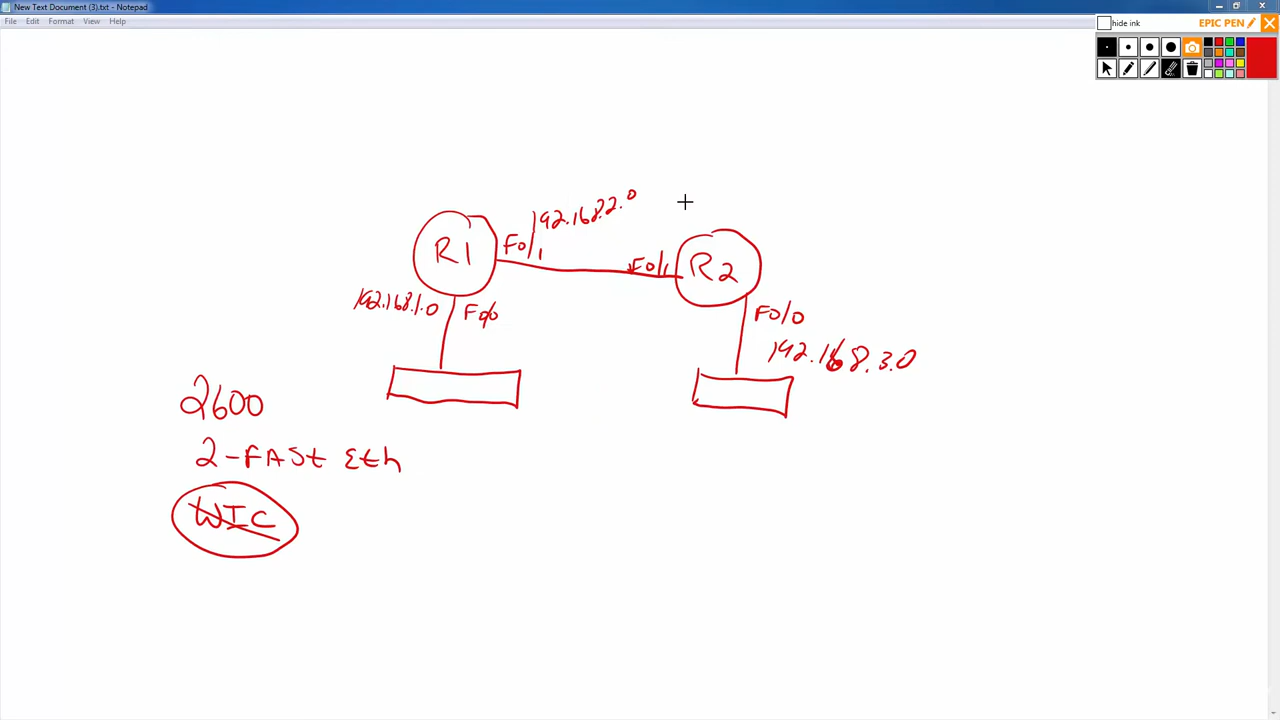 New Text Document (3).txt - Notepad
File Edit Format View Help
hide ink
EPIC PEN
192.168.2.0
R1
F0/1
F0/1
R2
192.168.1.0
F0/0
F0/0
192.168.3.0
2600
2-FAST Eth
WIC